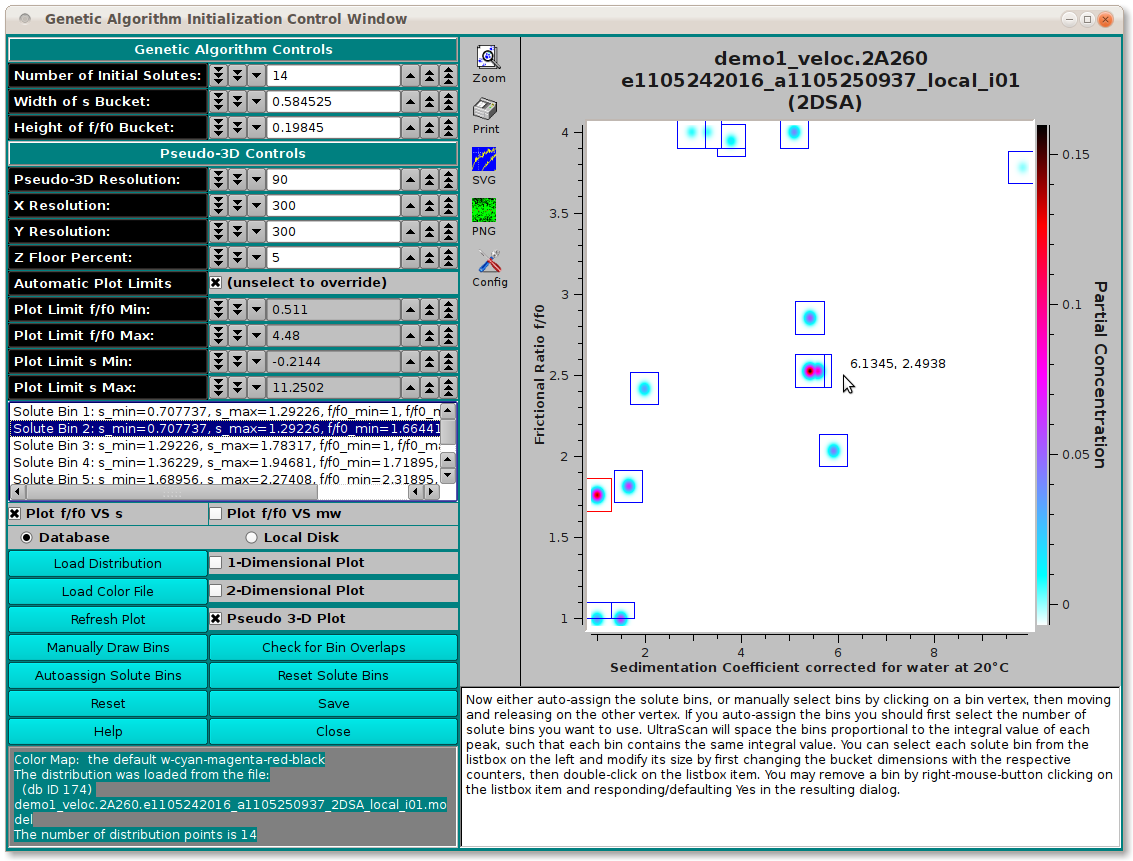 Genetic Algorithm Initialization Control Window
Genetic Algorithm Controls
Number of Initial Solutes: 14
Width of s Bucket: 0.584525
Height of f/f0 Bucket: 0.19845
Pseudo-3D Controls
Pseudo-3D Resolution: 90
X Resolution: 300
Y Resolution: 300
Z Floor Percent: 5
Automatic Plot Limits (unselect to override)
Plot Limit f/f0 Min: 0.511
Plot Limit f/f0 Max: 4.48
Plot Limit s Min: -0.2144
Plot Limit s Max: 11.2502
Solute Bin 1: s_min=0.707737, s_max=1.29226, f/f0_min=1, f/f0_n
Solute Bin 2: s_min=0.707737, s_max=1.29226, f/f0_min=1.66441
Solute Bin 3: s_min=1.29226, s_max=1.78317, f/f0_min=1, f/f0_m
Solute Bin 4: s_min=1.36229, s_max=1.94681, f/f0_min=1.71895,
Solute Bin 5: s_min=1.68956, s_max=2.27408, f/f0_min=2.31895,
Plot f/f0 VS s Plot f/f0 VS mw
Database Local Disk
Load Distribution 1-Dimensional Plot
Load Color File 2-Dimensional Plot
Refresh Plot Pseudo 3-D Plot
Manually Draw Bins Check for Bin Overlaps
Autoassign Solute Bins Reset Solute Bins
Reset Save
Help Close
Color Map:  the default w-cyan-magenta-red-black
The distribution was loaded from the file:
(db ID 174)
demo1_veloc.2A260.e1105242016_a1105250937_2DSA_local_i01.mo
del
The number of distribution points is 14
Zoom
Print
SVG
PNG
Config
demo1_veloc.2A260
e1105242016_a1105250937_local_i01
(2DSA)
Frictional Ratio f/f0
4
3.5
3
2.5
2
1.5
1
6.1345, 2.4938
2 4 6 8
Sedimentation Coefficient corrected for water at 20°C
0.15
0.1
0.05
0
Partial Concentration
Now either auto-assign the solute bins, or manually select bins by clicking on a bin vertex, then moving
and releasing on the other vertex. If you auto-assign the bins you should first select the number of
solute bins you want to use. UltraScan will space the bins proportional to the integral value of each
peak, such that each bin contains the same integral value. You can select each solute bin from the
listbox on the left and modify its size by first changing the bucket dimensions with the respective
counters, then double-click on the listbox item. You may remove a bin by right-mouse-button clicking on
the listbox item and responding/defaulting Yes in the resulting dialog.